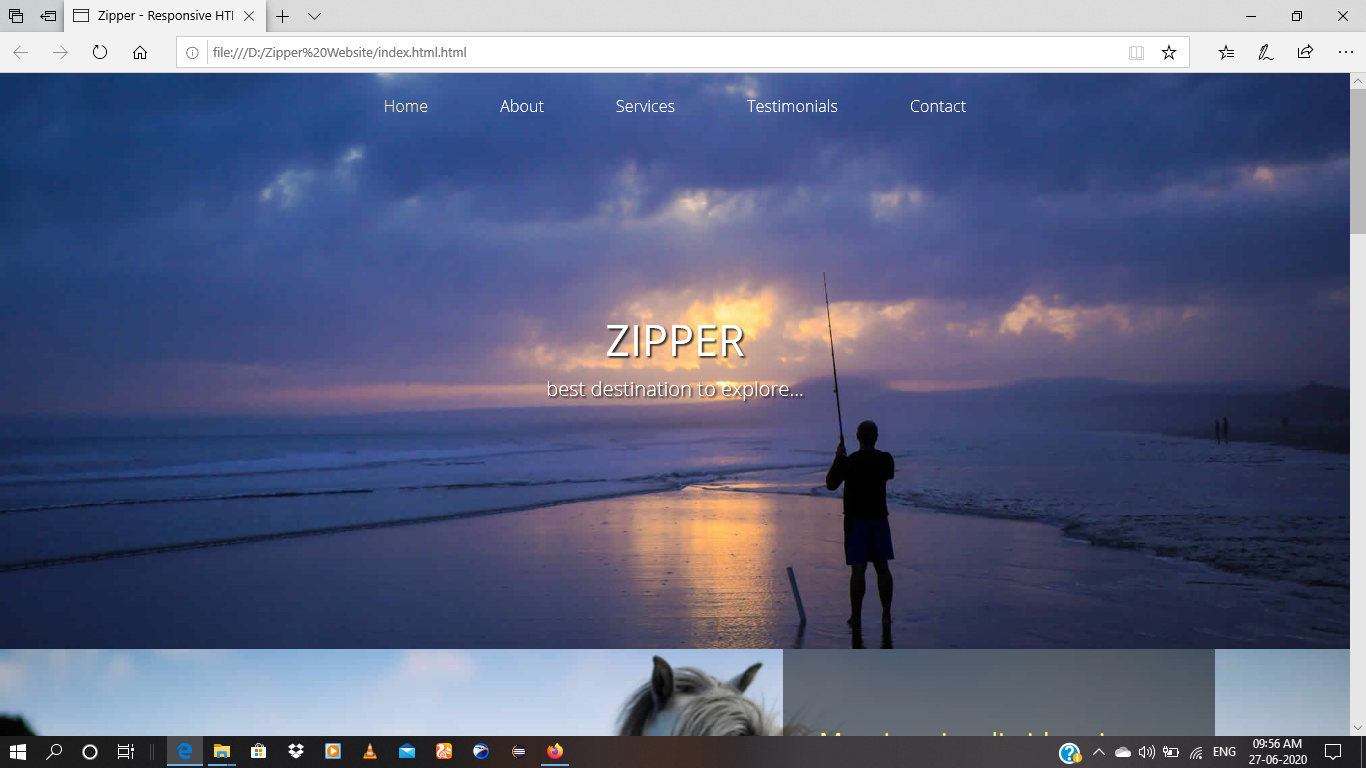 Zipper - Responsive HTI
file:///D:/Zipper%20Website/index.html.html
Home About Services Testimonials Contact
ZIPPER
best destination to explore...
ENG
09:56 AM
27-06-2020